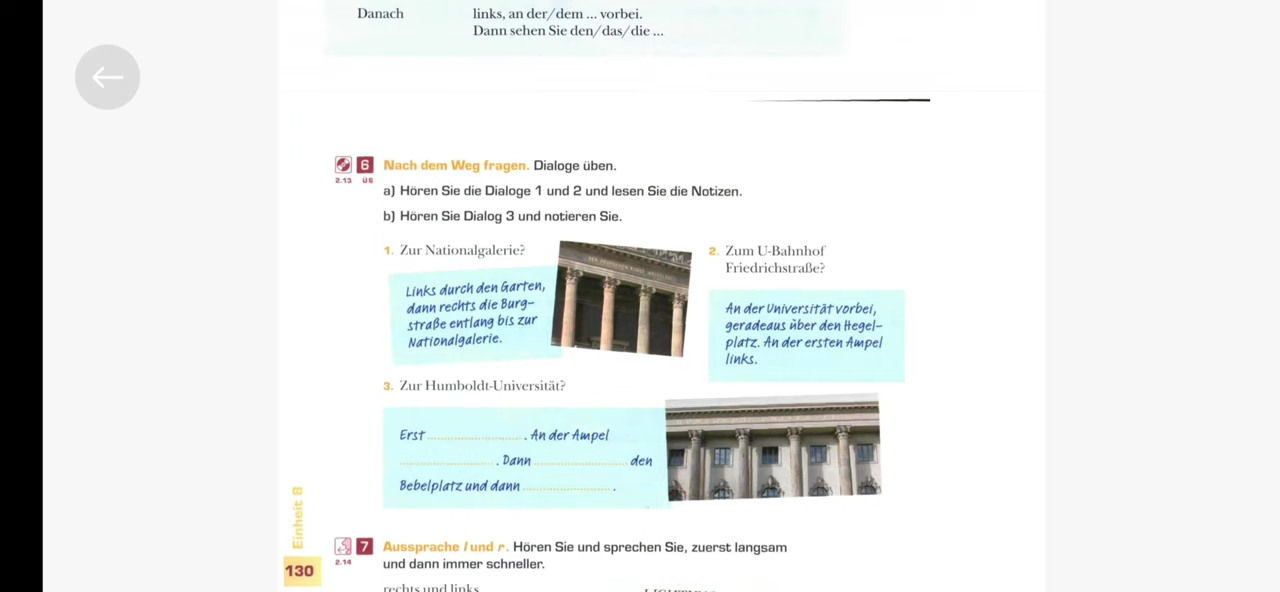 Danach links, an der/dem ... vorbei.
Dann sehen Sie den/das/die ...
6 Nach dem Weg fragen. Dialoge üben.
2.13 Ü6
a) Hören Sie die Dialoge 1 und 2 und lesen Sie die Notizen.
b) Hören Sie Dialog 3 und notieren Sie.
1. Zur Nationalgalerie?
Links durch den Garten,
dann rechts die Burg-
straße entlang bis zur
Nationalgalerie.
2. Zum U-Bahnhof
Friedrichstraße?
An der Universität vorbei,
geradeaus über den Hegel-
platz. An der ersten Ampel
links.
3. Zur Humboldt-Universität?
Erst ........................ . An der Ampel
........................ . Dann ........................ den
Bebelplatz und dann ........................ .
Einheit 8
130
7 Aussprache l und r. Hören Sie und sprechen Sie, zuerst langsam
2.14
und dann immer schneller.
rechts und links